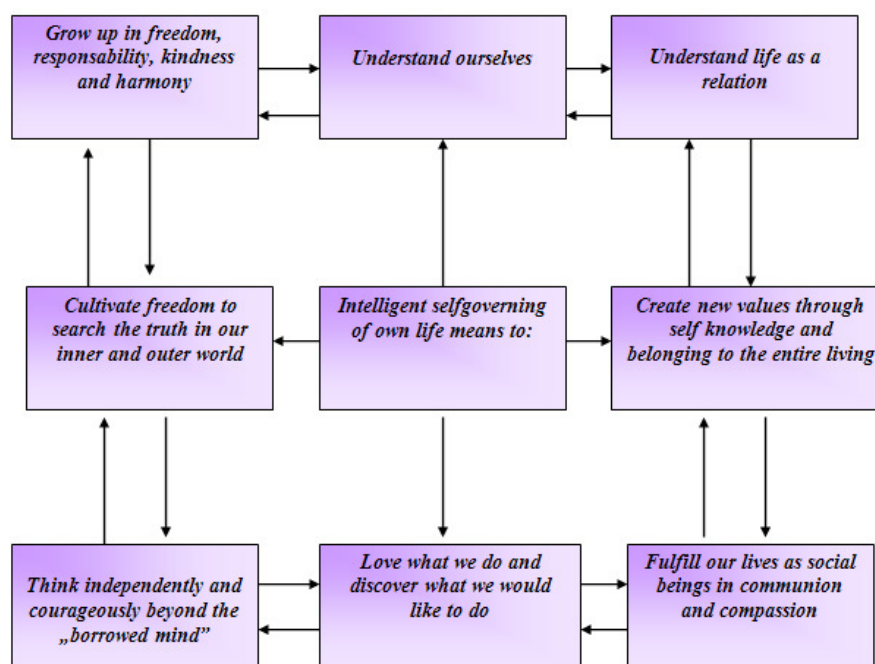 Grow up in freedom,
responsability, kindness
and harmony
Understand ourselves
Understand life as a
relation
Cultivate freedom to
search the truth in our
inner and outer world
Intelligent selfgoverning
of own life means to:
Create new values through
self knowledge and
belonging to the entire living
Think independently and
courageously beyond the
„borrowed mind”
Love what we do and
discover what we would
like to do
Fulfill our lives as social
beings in communion
and compassion